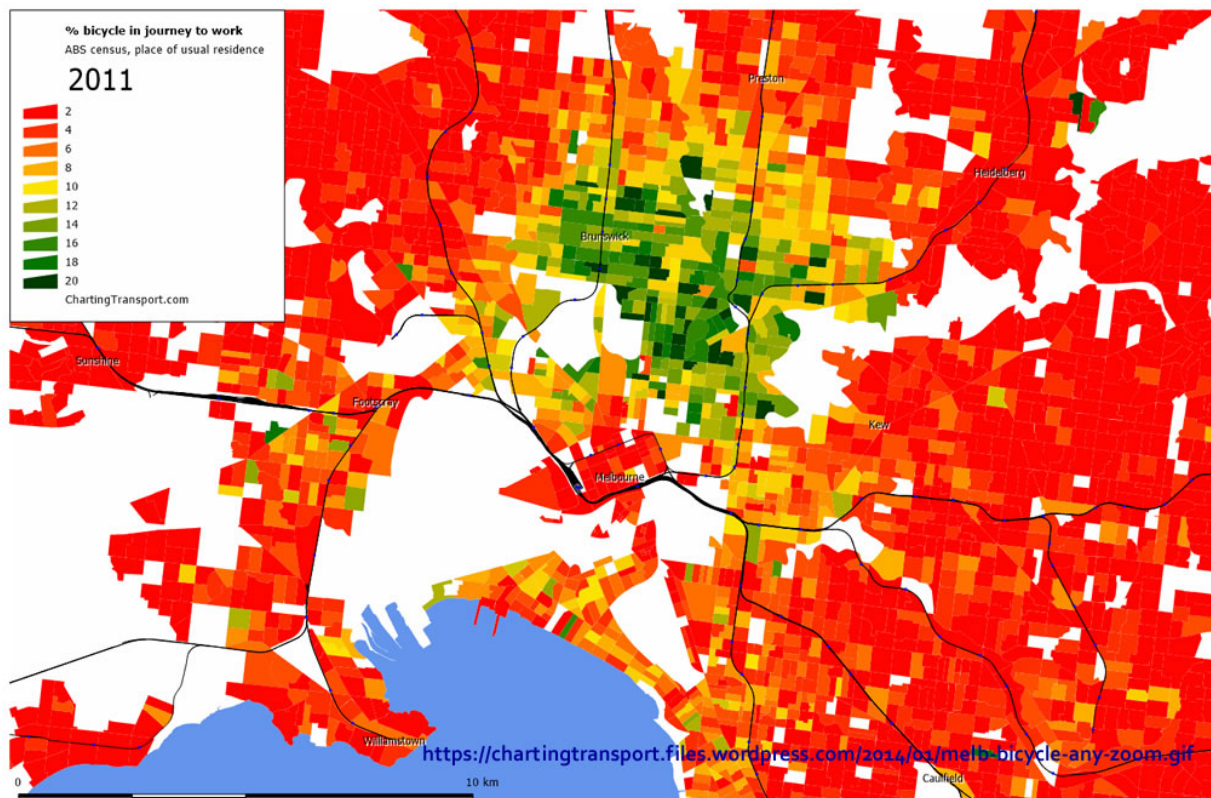 % bicycle in journey to work
ABS census, place of usual residence
2011
2
4
6
8
10
12
14
16
18
20
ChartingTransport.com
Preston
Heidelberg
Brunswick
Sunshine
Footscray
Kew
Melbourne
Williamstown
https://chartingtransport.files.wordpress.com/2014/01/melb-bicycle-any-zoom.gif
Caulfield
0
10 km